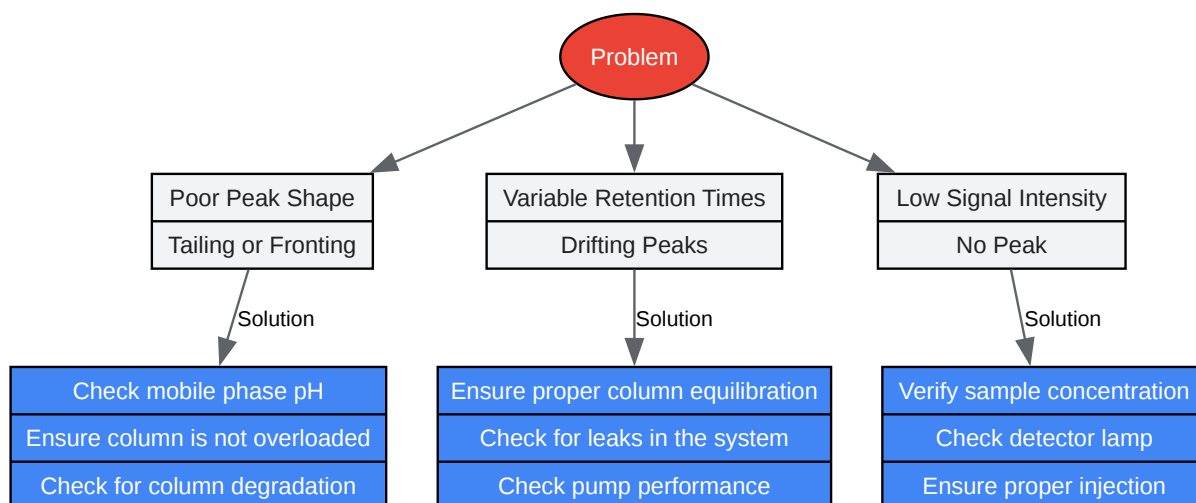 Problem
Poor Peak Shape
Tailing or Fronting
Variable Retention Times
Drifting Peaks
Low Signal Intensity
No Peak
Solution
Solution
Solution
Check mobile phase pH
Ensure column is not overloaded
Check for column degradation
Ensure proper column equilibration
Check for leaks in the system
Check pump performance
Verify sample concentration
Check detector lamp
Ensure proper injection